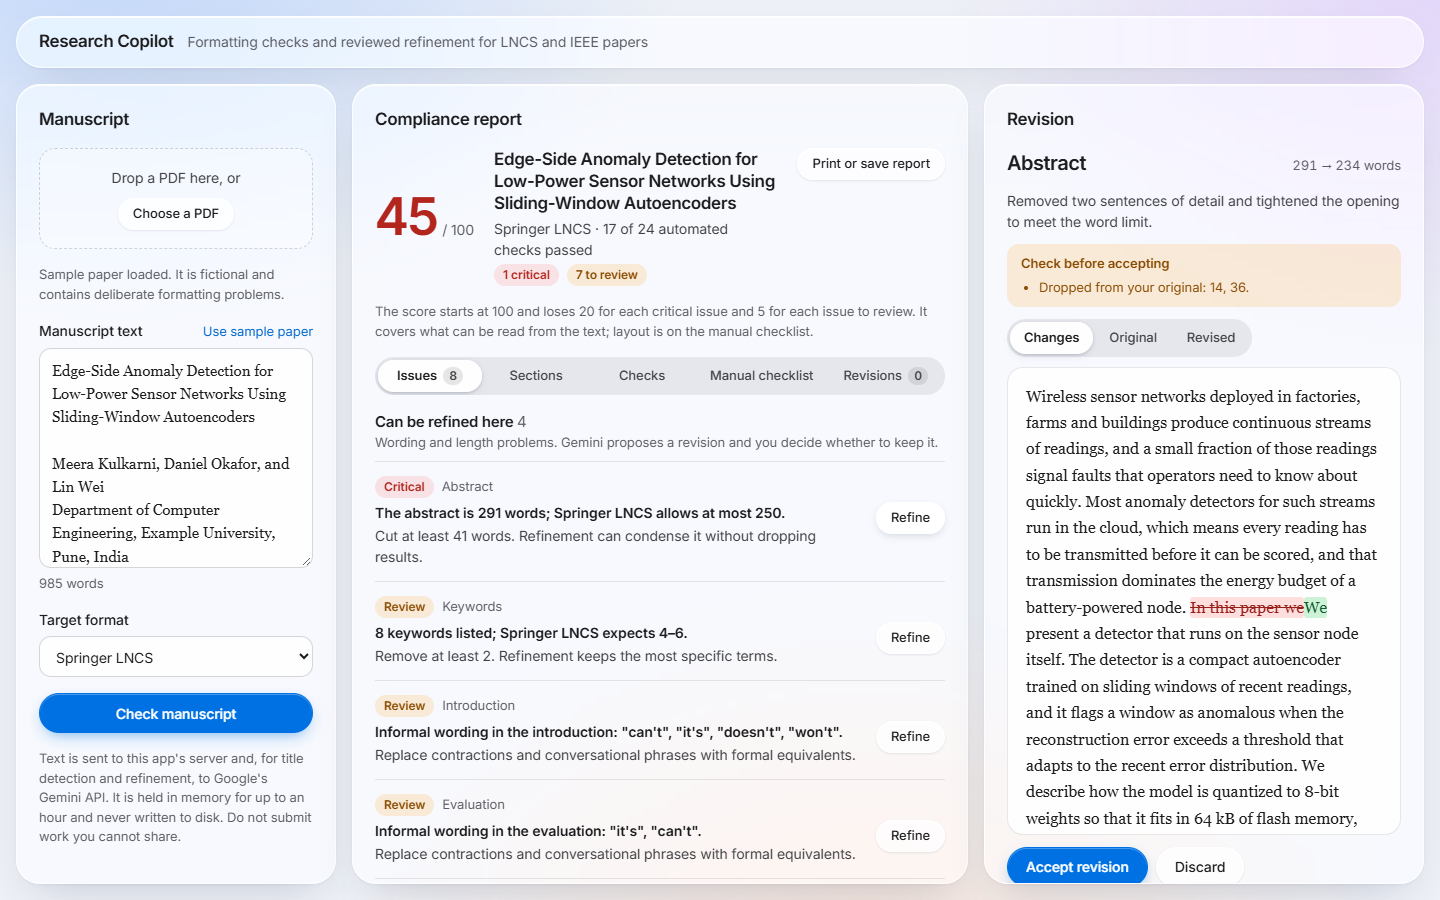 Research Copilot Formatting checks and reviewed refinement for LNCS and IEEE papers
Manuscript
Drop a PDF here, or
Choose a PDF
Sample paper loaded. It is fictional and
contains deliberate formatting problems.
Manuscript text Use sample paper
Edge-Side Anomaly Detection for
Low-Power Sensor Networks Using
Sliding-Window Autoencoders
Meera Kulkarni, Daniel Okafor, and
Lin Wei
Department of Computer
Engineering, Example University,
Pune, India
985 words
Target format
Springer LNCS
Check manuscript
Text is sent to this app's server and, for title
detection and refinement, to Google's
Gemini API. It is held in memory for up to an
hour and never written to disk. Do not submit
work you cannot share.
Compliance report
45 / 100
Edge-Side Anomaly Detection for
Low-Power Sensor Networks Using
Sliding-Window Autoencoders
Springer LNCS · 17 of 24 automated
checks passed
1 critical 7 to review
Print or save report
The score starts at 100 and loses 20 for each critical issue and 5 for each issue to review. It
covers what can be read from the text; layout is on the manual checklist.
Issues 8 Sections Checks Manual checklist Revisions 0
Can be refined here 4
Wording and length problems. Gemini proposes a revision and you decide whether to keep it.
Critical Abstract
The abstract is 291 words; Springer LNCS allows at most 250.
Cut at least 41 words. Refinement can condense it without dropping
results.
Refine
Review Keywords
8 keywords listed; Springer LNCS expects 4–6.
Remove at least 2. Refinement keeps the most specific terms.
Refine
Review Introduction
Informal wording in the introduction: "can't", "it's", "doesn't", "won't".
Replace contractions and conversational phrases with formal equivalents.
Refine
Review Evaluation
Informal wording in the evaluation: "it's", "can't".
Replace contractions and conversational phrases with formal equivalents.
Refine
Revision
Abstract 291 → 234 words
Removed two sentences of detail and tightened the opening
to meet the word limit.
Check before accepting
• Dropped from your original: 14, 36.
Changes Original Revised
Wireless sensor networks deployed in factories,
farms and buildings produce continuous streams
of readings, and a small fraction of those readings
signal faults that operators need to know about
quickly. Most anomaly detectors for such streams
run in the cloud, which means every reading has
to be transmitted before it can be scored, and that
transmission dominates the energy budget of a
battery-powered node. In this paper weWe
present a detector that runs on the sensor node
itself. The detector is a compact autoencoder
trained on sliding windows of recent readings,
and it flags a window as anomalous when the
reconstruction error exceeds a threshold that
adapts to the recent error distribution. We
describe how the model is quantized to 8-bit
weights so that it fits in 64 kB of flash memory,
Accept revision Discard